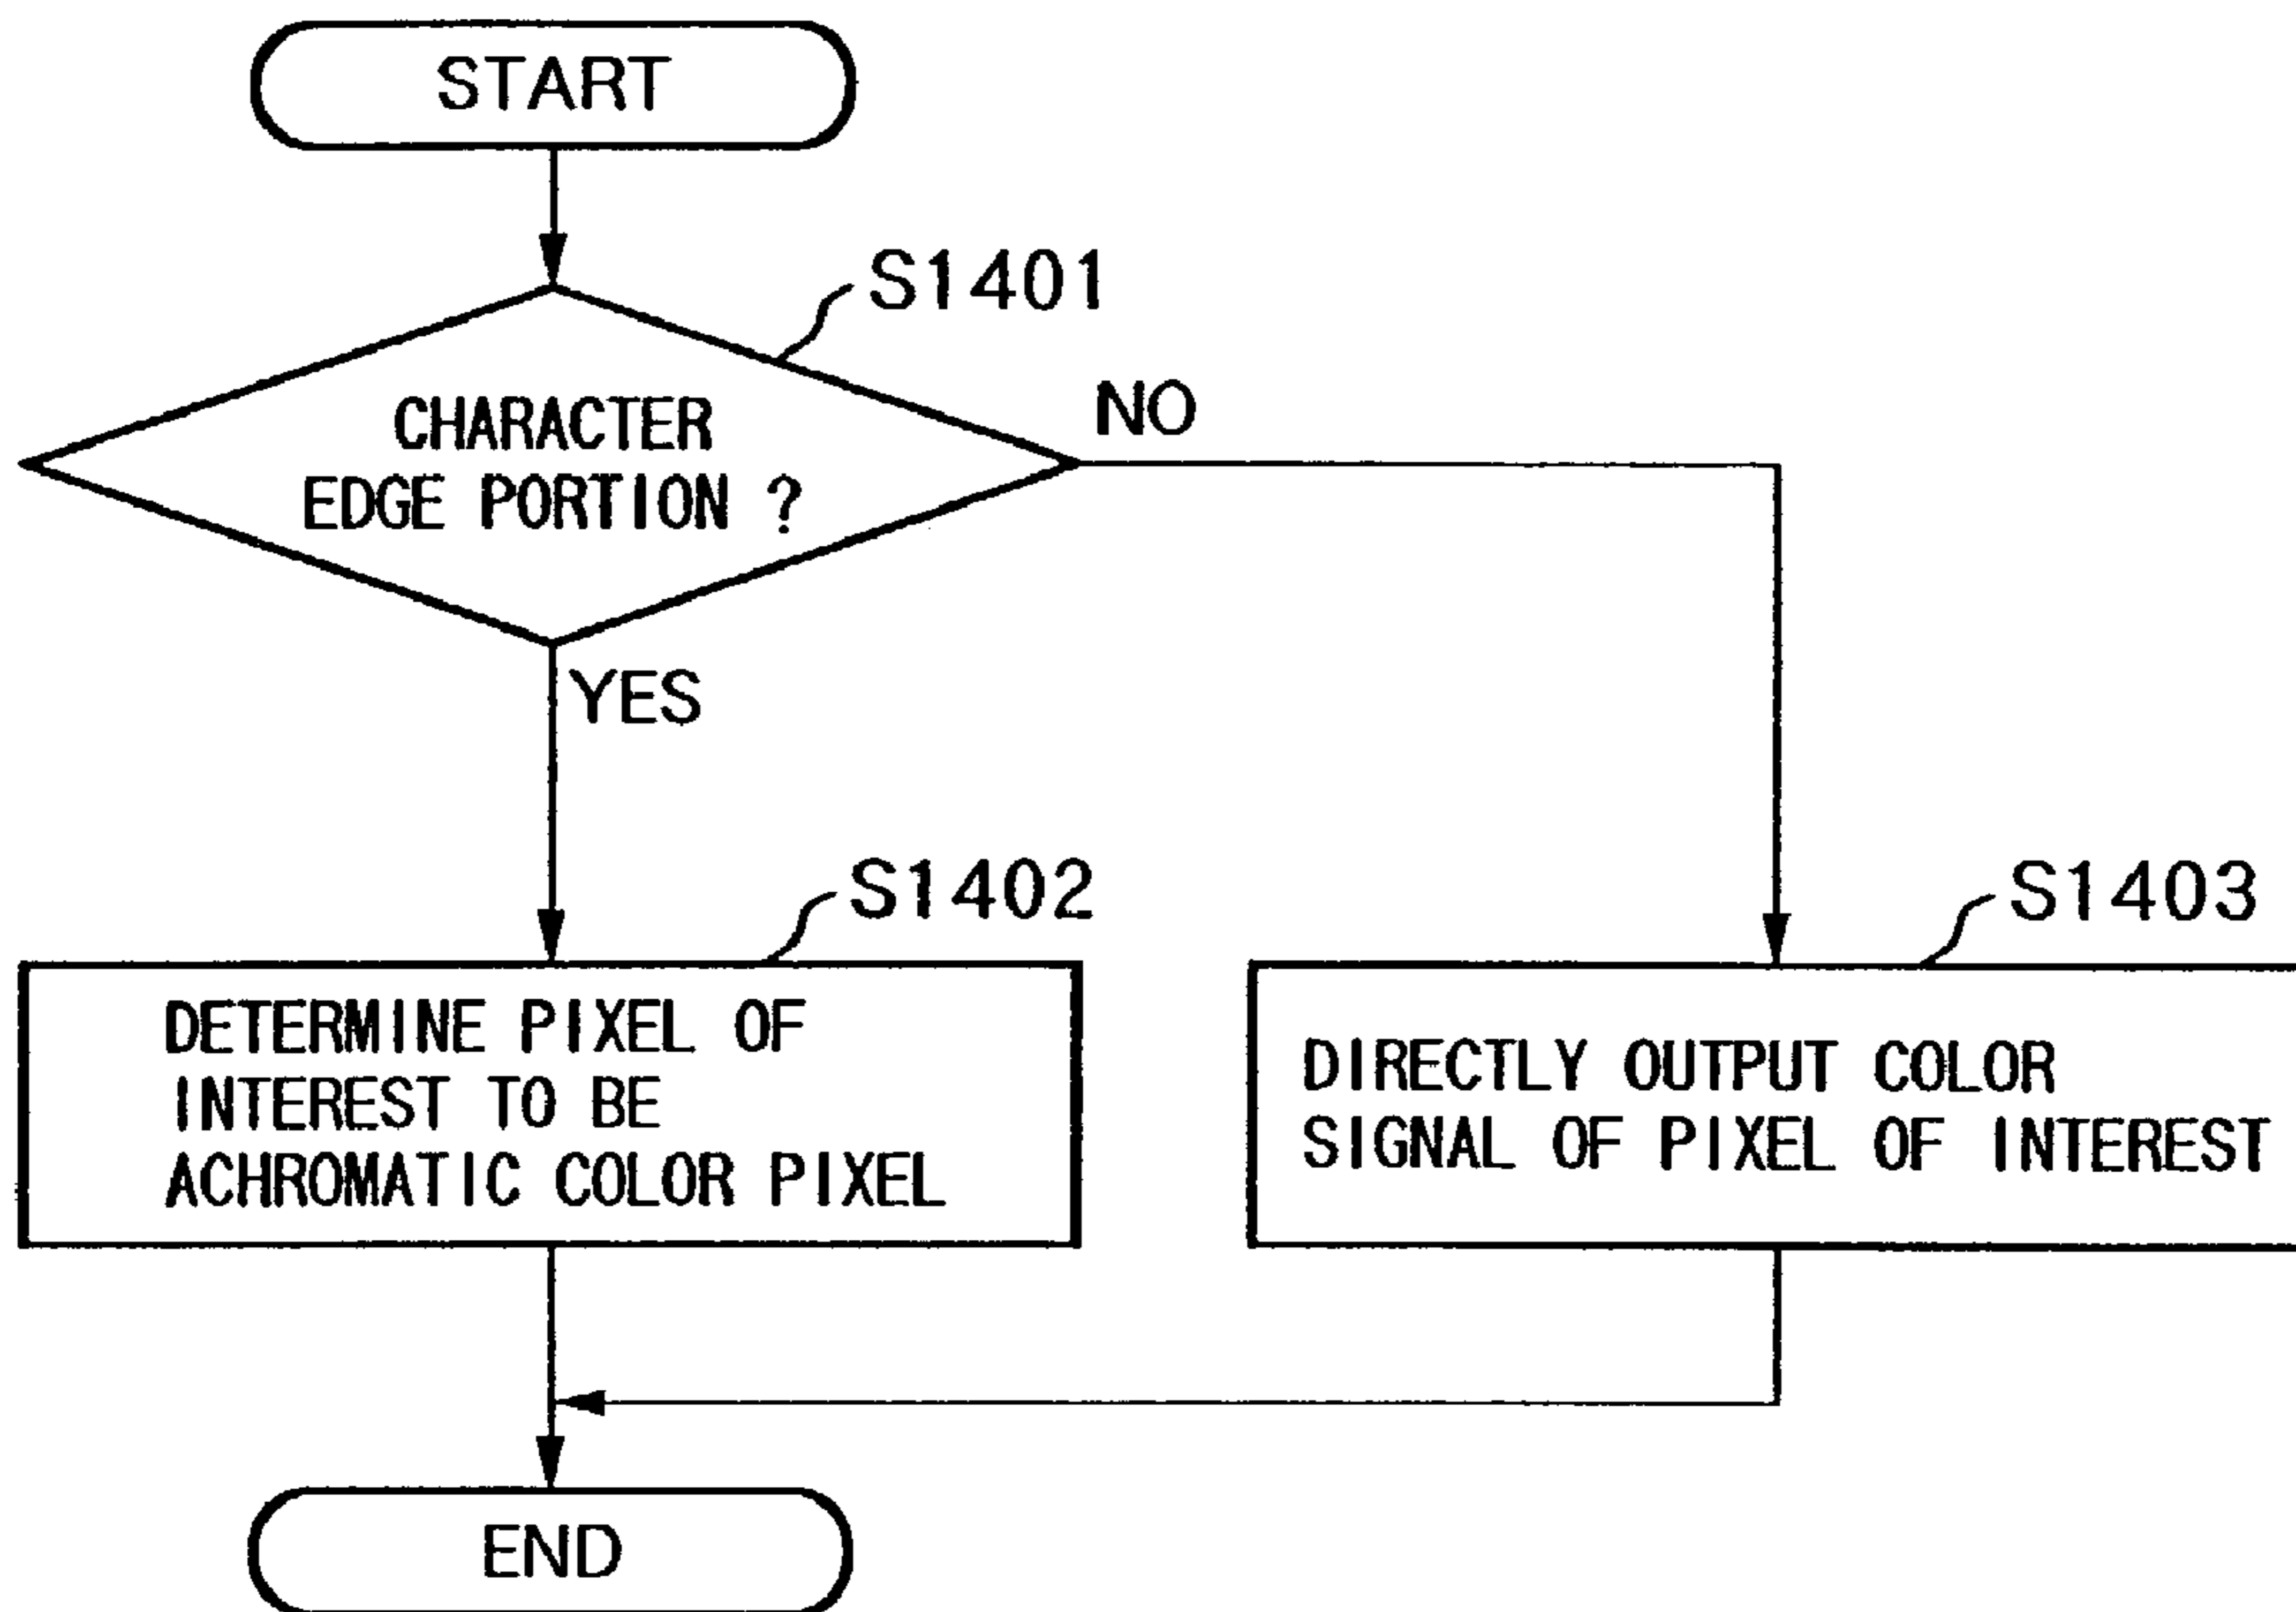 START
S1401
CHARACTER
EDGE PORTION ?
NO
YES
S1402
S1403
DETERMINE PIXEL OF
INTEREST TO BE
ACHROMATIC COLOR PIXEL
DIRECTLY OUTPUT COLOR
SIGNAL OF PIXEL OF INTEREST
END